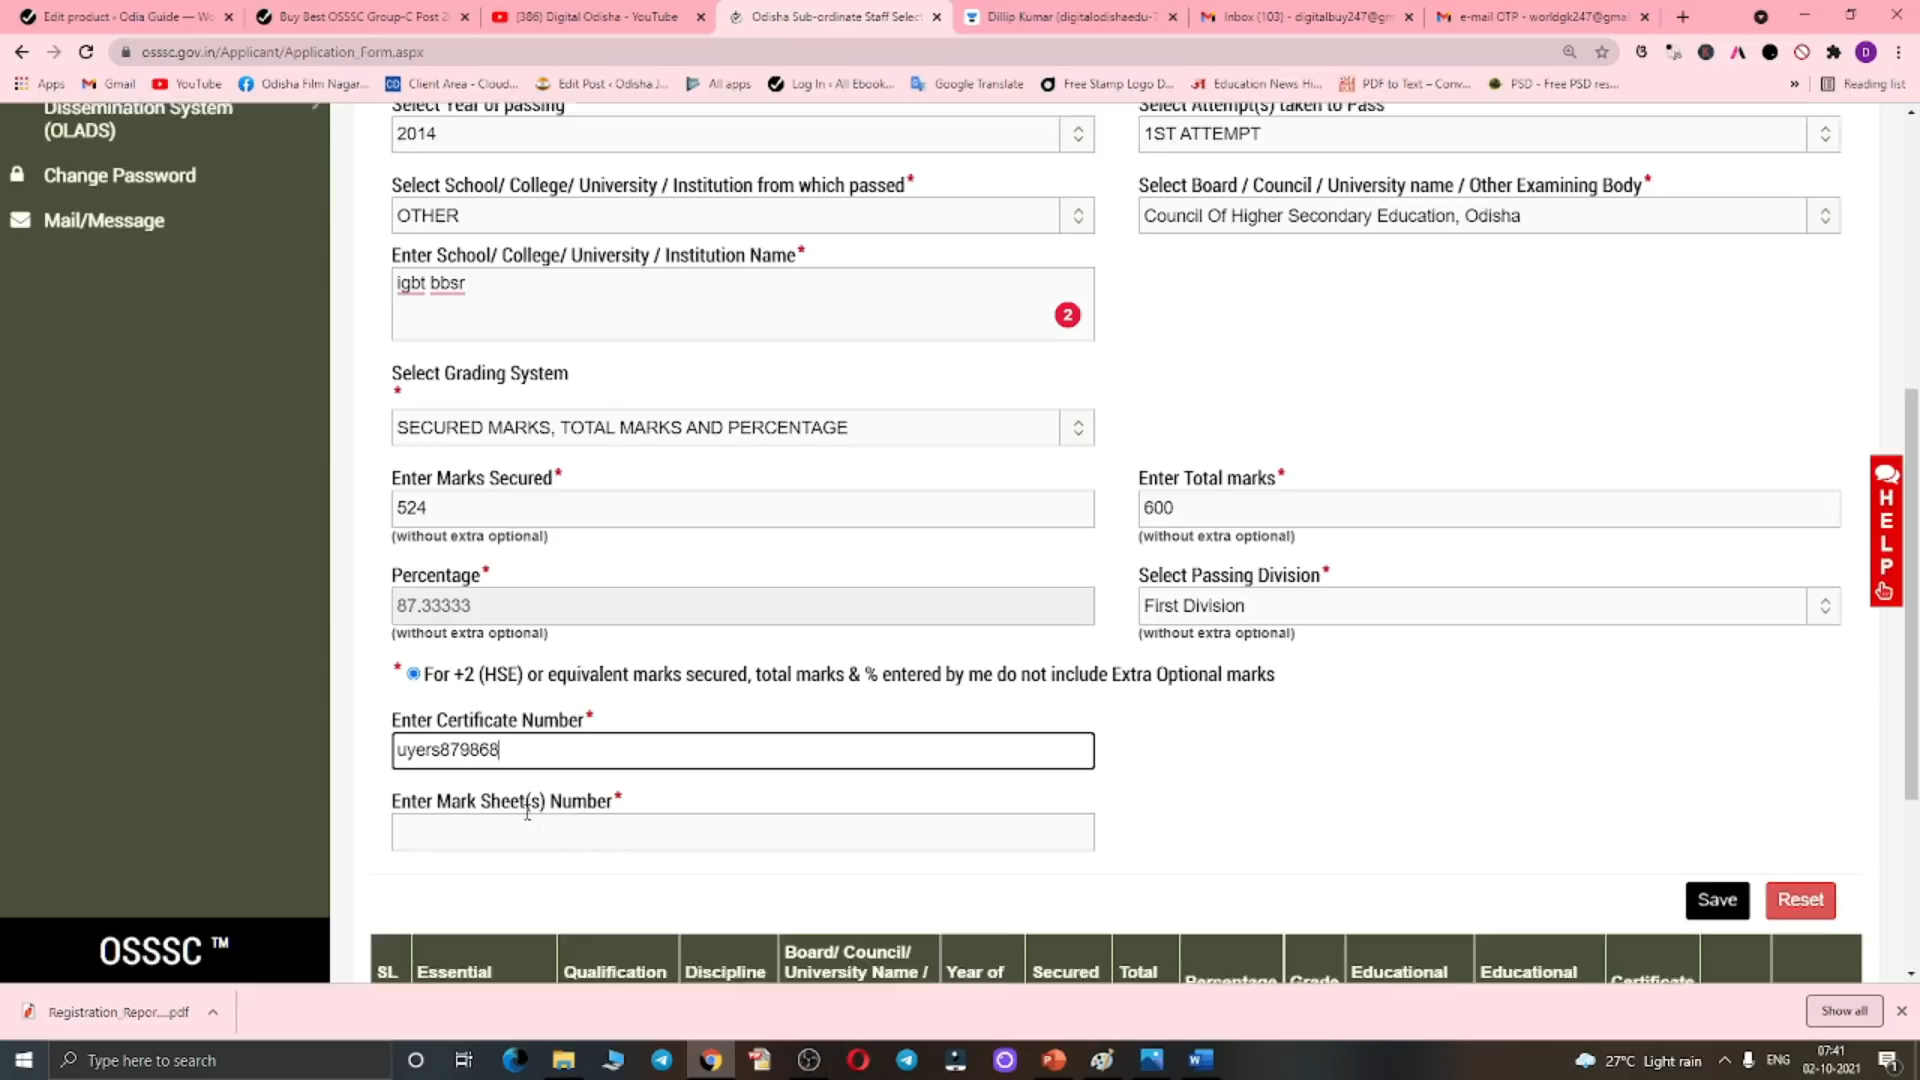 Edit product ‹ Odia Guide — Wo
Buy Best OSSSC Group-C Post 2
(386) Digital Odisha - YouTube
Odisha Sub-ordinate Staff Select
Dillip Kumar (digitalodishaedu-
Inbox (103) - digitalbuy247@gm
e-mail OTP - worldgk247@gmai
osssc.gov.in/Applicant/Application_Form.aspx
D
Apps
Gmail
YouTube
Odisha Film Nagar...
Client Area - Cloud...
Edit Post ‹ Odisha J...
All apps
Log In ‹ All Ebook...
Google Translate
Free Stamp Logo D...
Education News Hi...
PDF to Text – Conv...
PSD - Free PSD res...
»
Reading list
Dissemination System
(OLADS)
Change Password
Mail/Message
OSSSC ™
Select Year of passing
Select Attempt(s) taken to Pass
2014
1ST ATTEMPT
Select School/ College/ University / Institution from which passed*
Select Board / Council / University name / Other Examining Body*
OTHER
Council Of Higher Secondary Education, Odisha
Enter School/ College/ University / Institution Name*
igbt bbsr
2
Select Grading System
*
SECURED MARKS, TOTAL MARKS AND PERCENTAGE
Enter Marks Secured*
Enter Total marks*
524
600
(without extra optional)
(without extra optional)
Percentage*
Select Passing Division*
87.33333
First Division
(without extra optional)
(without extra optional)
* For +2 (HSE) or equivalent marks secured, total marks & % entered by me do not include Extra Optional marks
Enter Certificate Number*
uyers879868
Enter Mark Sheet(s) Number*
Save
Reset
HELP
SL
Essential
Qualification
Discipline
Board/ Council/
University Name /
Year of
Secured
Total
Percentage
Grade
Educational
Educational
Certificate
Registration_Repor....pdf
Show all
Type here to search
27°C Light rain
ENG
07:41
02-10-2021